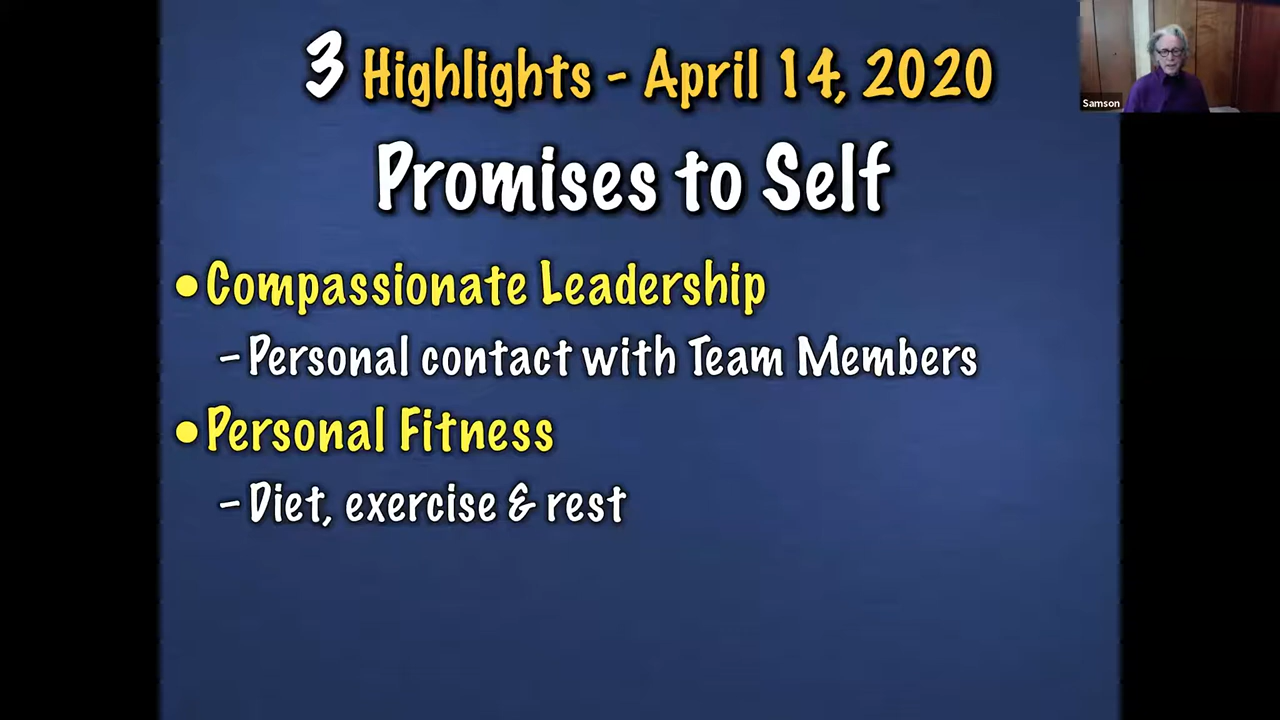 3 Highlights - April 14, 2020
Samson
Promises to Self
•Compassionate Leadership
–Personal contact with Team Members
•Personal Fitness
–Diet, exercise & rest